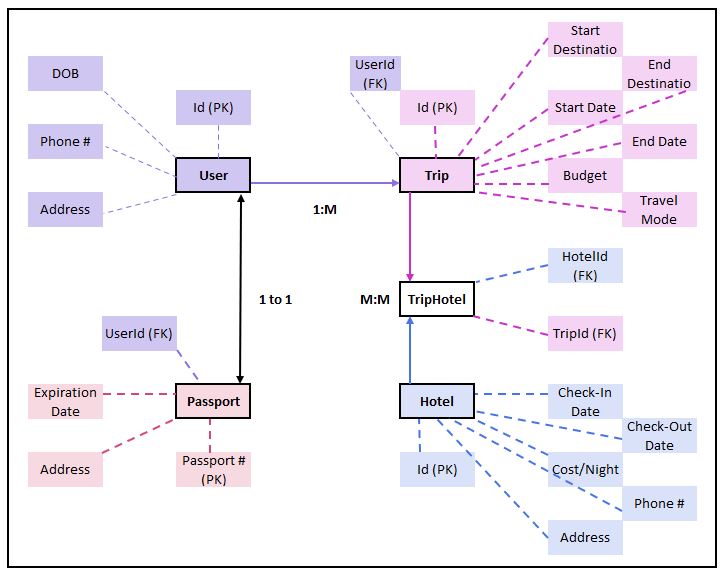 Start
Destinatio
DOB
UserId
(FK)
End
Destinatio
Id (PK)
Id (PK)
Start Date
Phone #
End Date
User
Trip
Budget
Address
1:M
Travel
Mode
HotelId
(FK)
1 to 1
M:M
TripHotel
UserId (FK)
TripId (FK)
Expiration
Date
Passport
Hotel
Check-In
Date
Check-Out
Date
Address
Passport #
(PK)
Id (PK)
Cost/Night
Phone #
Address